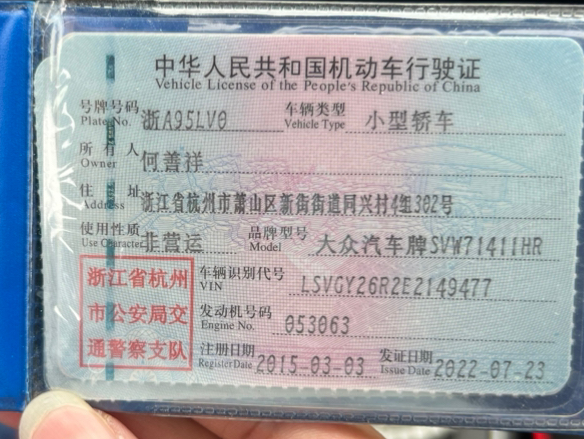 中华人民共和国机动车行驶证
Vehicle License of the People's Republic of China
号牌号码 浙A95LV0 车辆类型 小型轿车
Plate No. Vehicle Type
所有人 何善祥
Owner
住址 浙江省杭州市萧山区新街街道同兴村4组302号
Address
使用性质 非营运 品牌型号 大众汽车牌SVW71411HR
Use Character Model
浙江省杭州
市公安局交
通警察支队
车辆识别代号 LSVGY26R2E2149477
VIN
发动机号码 053063
Engine No.
注册日期 2015-03-03 发证日期 2022-07-23
Register Date Issue Date